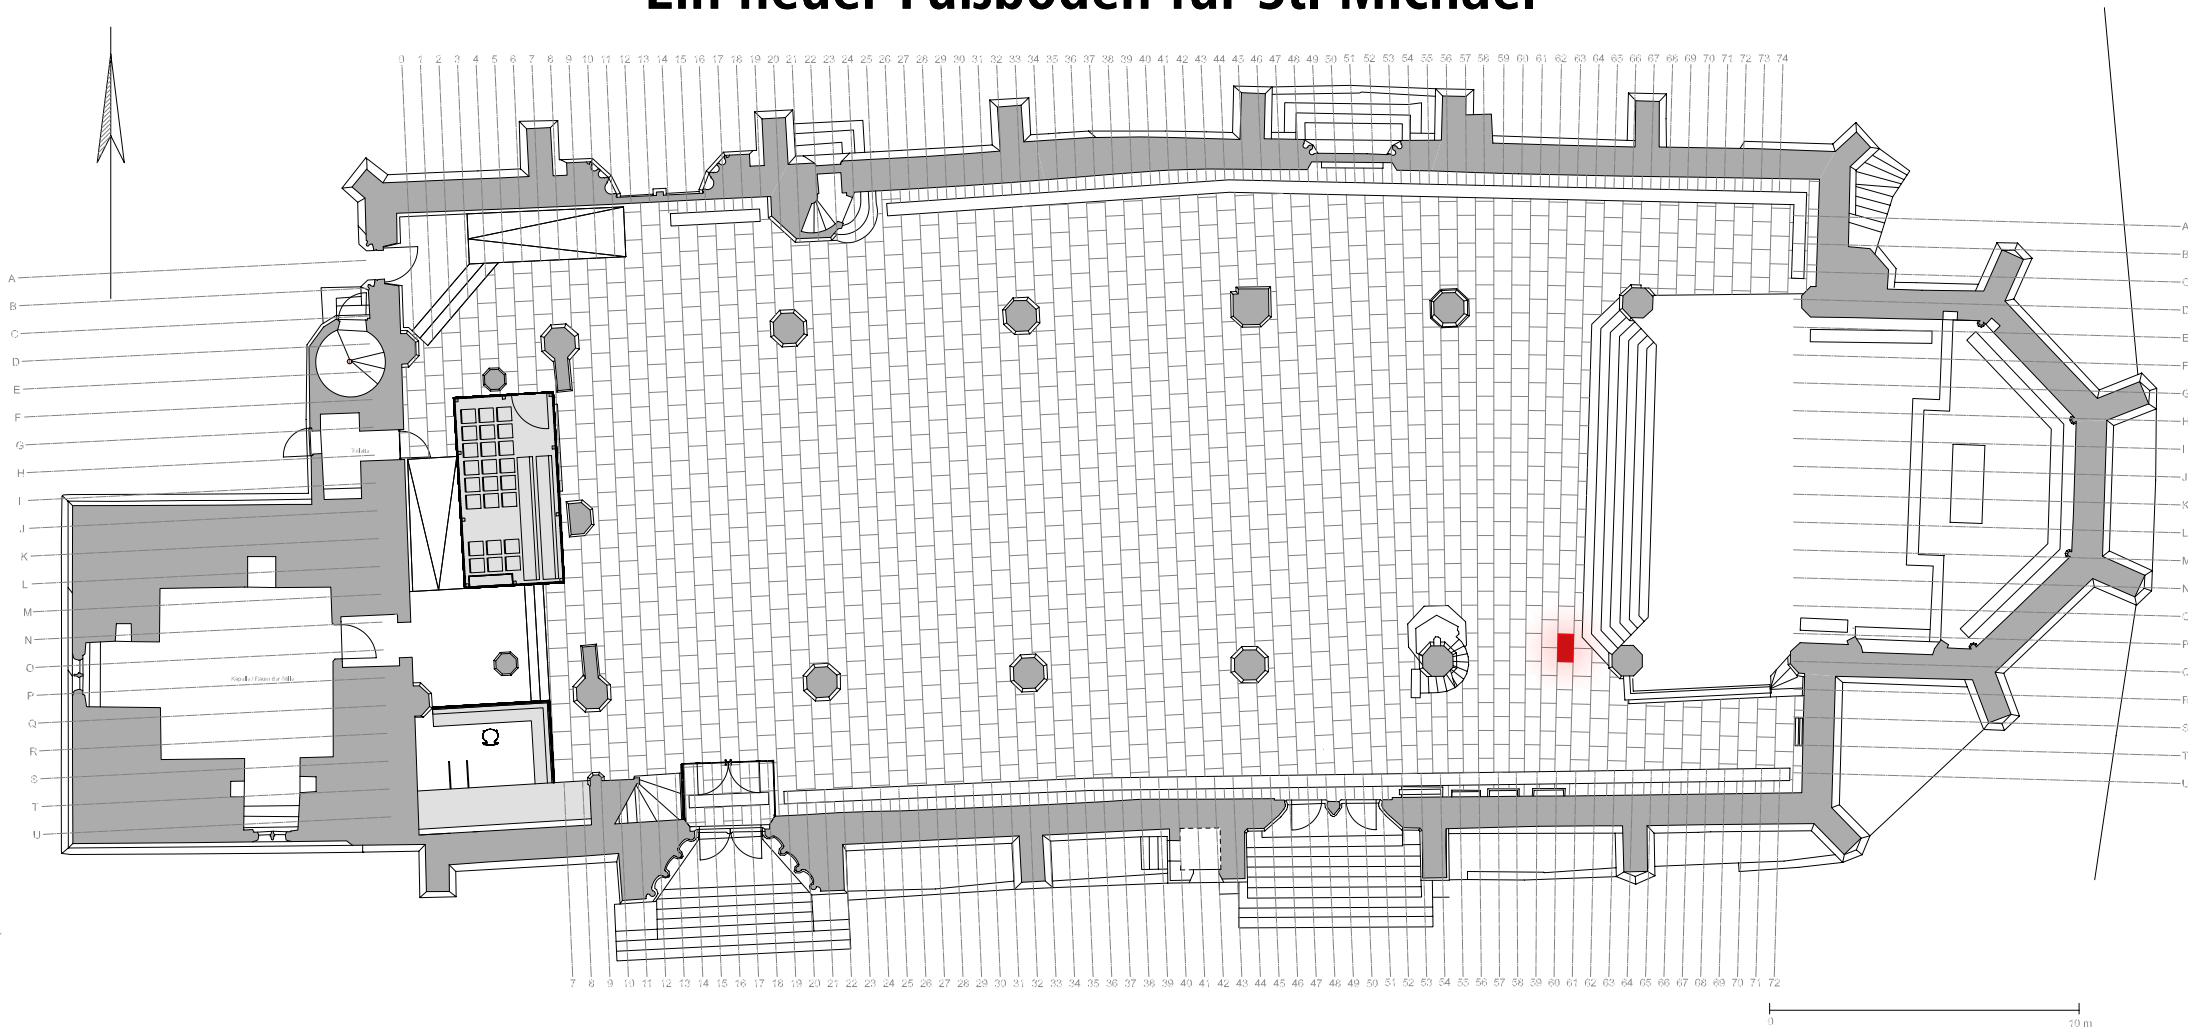 Ein neuer Fußboden für St. Michael
0 1 2 3 4 5 6 7 8 9 10 11 12 13 14 15 16 17 18 19 20 21 22 23 24 25 26 27 28 29 30 31 32 33 34 35 36 37 38 39 40 41 42 43 44 45 46 47 48 49 50 51 52 53 54 55 56 57 58 59 60 61 62 63 64 65 66 67 68 69 70 71 72 73 74
A
B
C
D
E
F
G
H
I
J
K
L
M
N
O
P
Q
R
S
T
U
A
B
C
D
E
F
G
H
I
J
K
L
M
N
O
P
Q
R
S
T
U
7 8 9 10 11 12 13 14 15 16 17 18 19 20 21 22 23 24 25 26 27 28 29 30 31 32 33 34 35 36 37 38 39 40 41 42 43 44 45 46 47 48 49 50 51 52 53 54 55 56 57 58 59 60 61 62 63 64 65 66 67 68 69 70 71 72
0 10 m